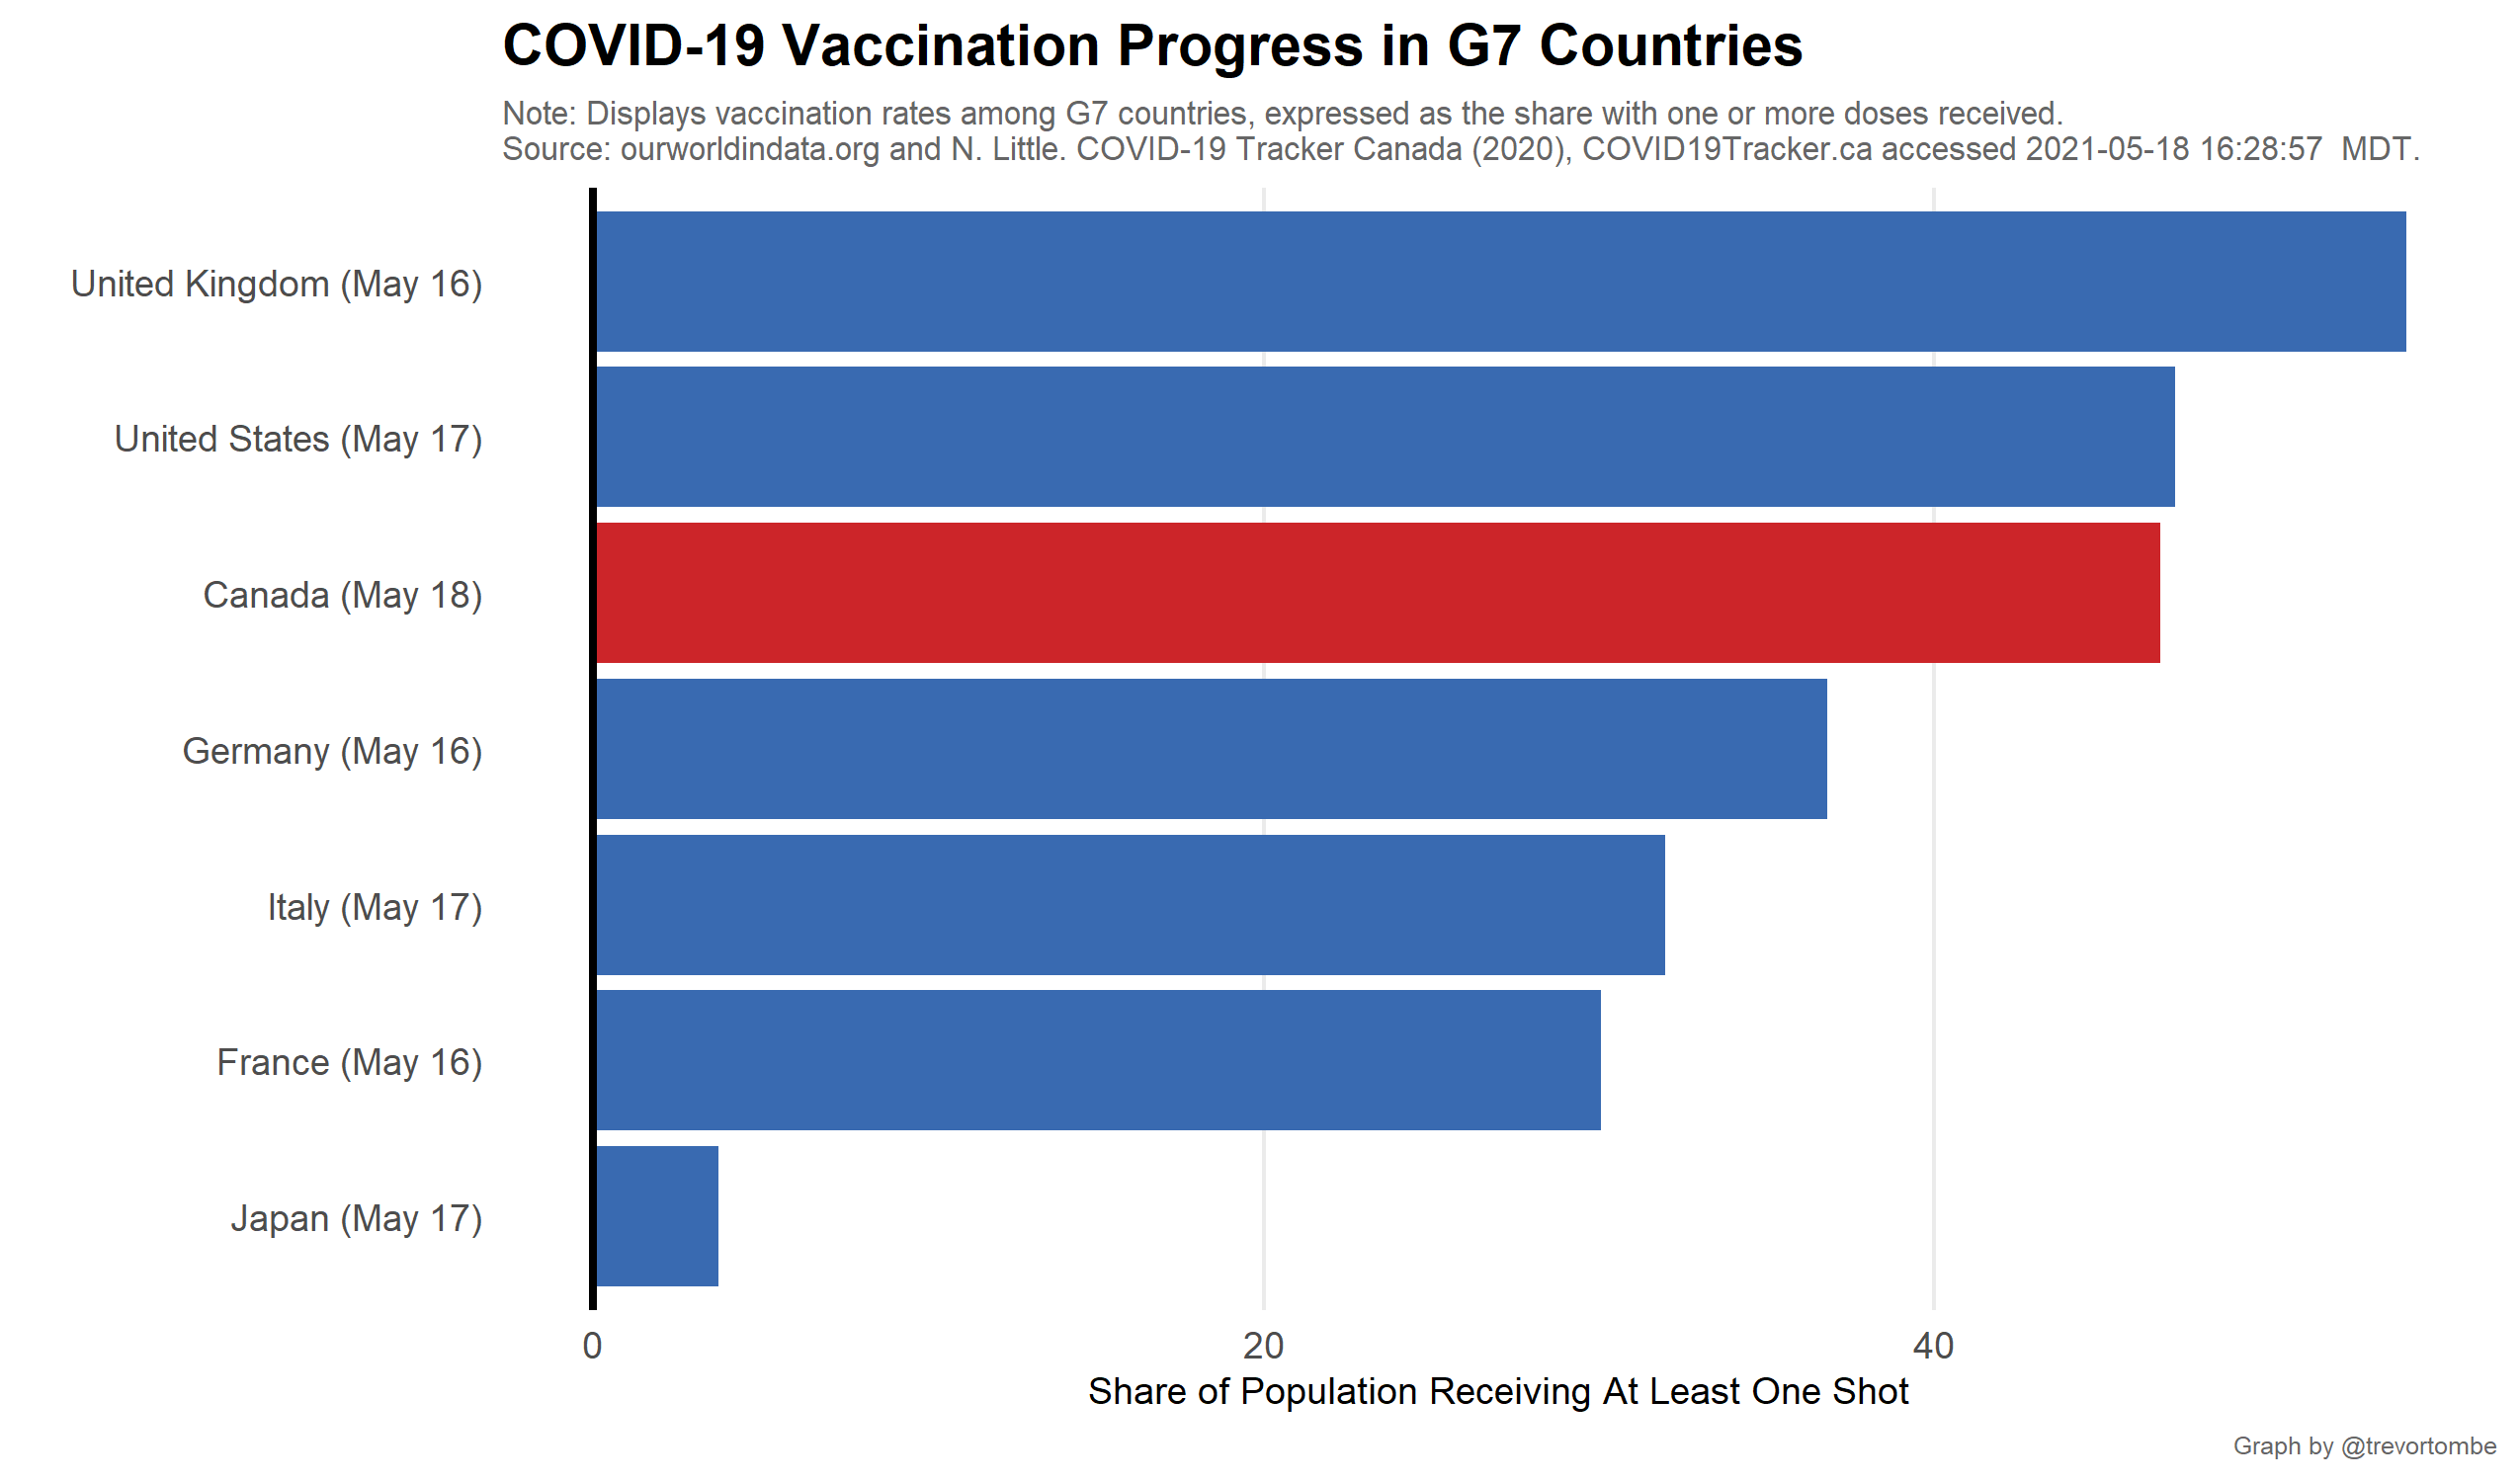 COVID-19 Vaccination Progress in G7 Countries
Note: Displays vaccination rates among G7 countries, expressed as the share with one or more doses received.
Source: ourworldindata.org and N. Little. COVID-19 Tracker Canada (2020), COVID19Tracker.ca accessed 2021-05-18 16:28:57  MDT.
United Kingdom (May 16)
United States (May 17)
Canada (May 18)
Germany (May 16)
Italy (May 17)
France (May 16)
Japan (May 17)
0 20 40
Share of Population Receiving At Least One Shot
Graph by @trevortombe